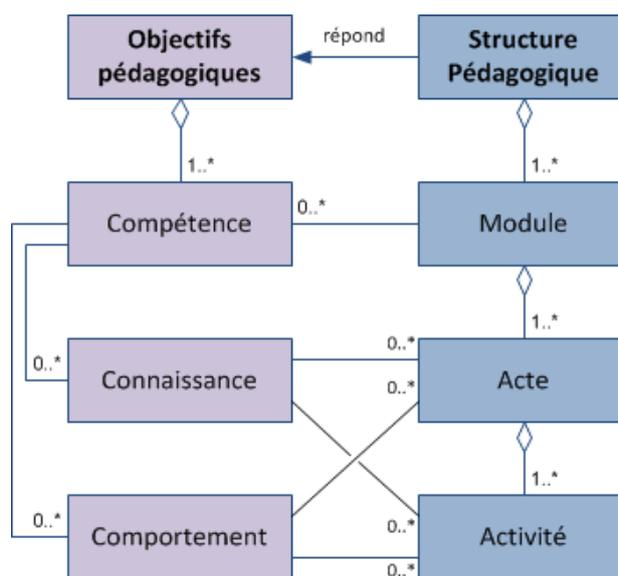 Objectifs
pédagogiques
répond
Structure
Pédagogique
1..*
1..*
Compétence
0..*
Module
1..*
0..*
Connaissance
0..*
0..*
Acte
1..*
0..*
Comportement
0..*
0..*
Activité